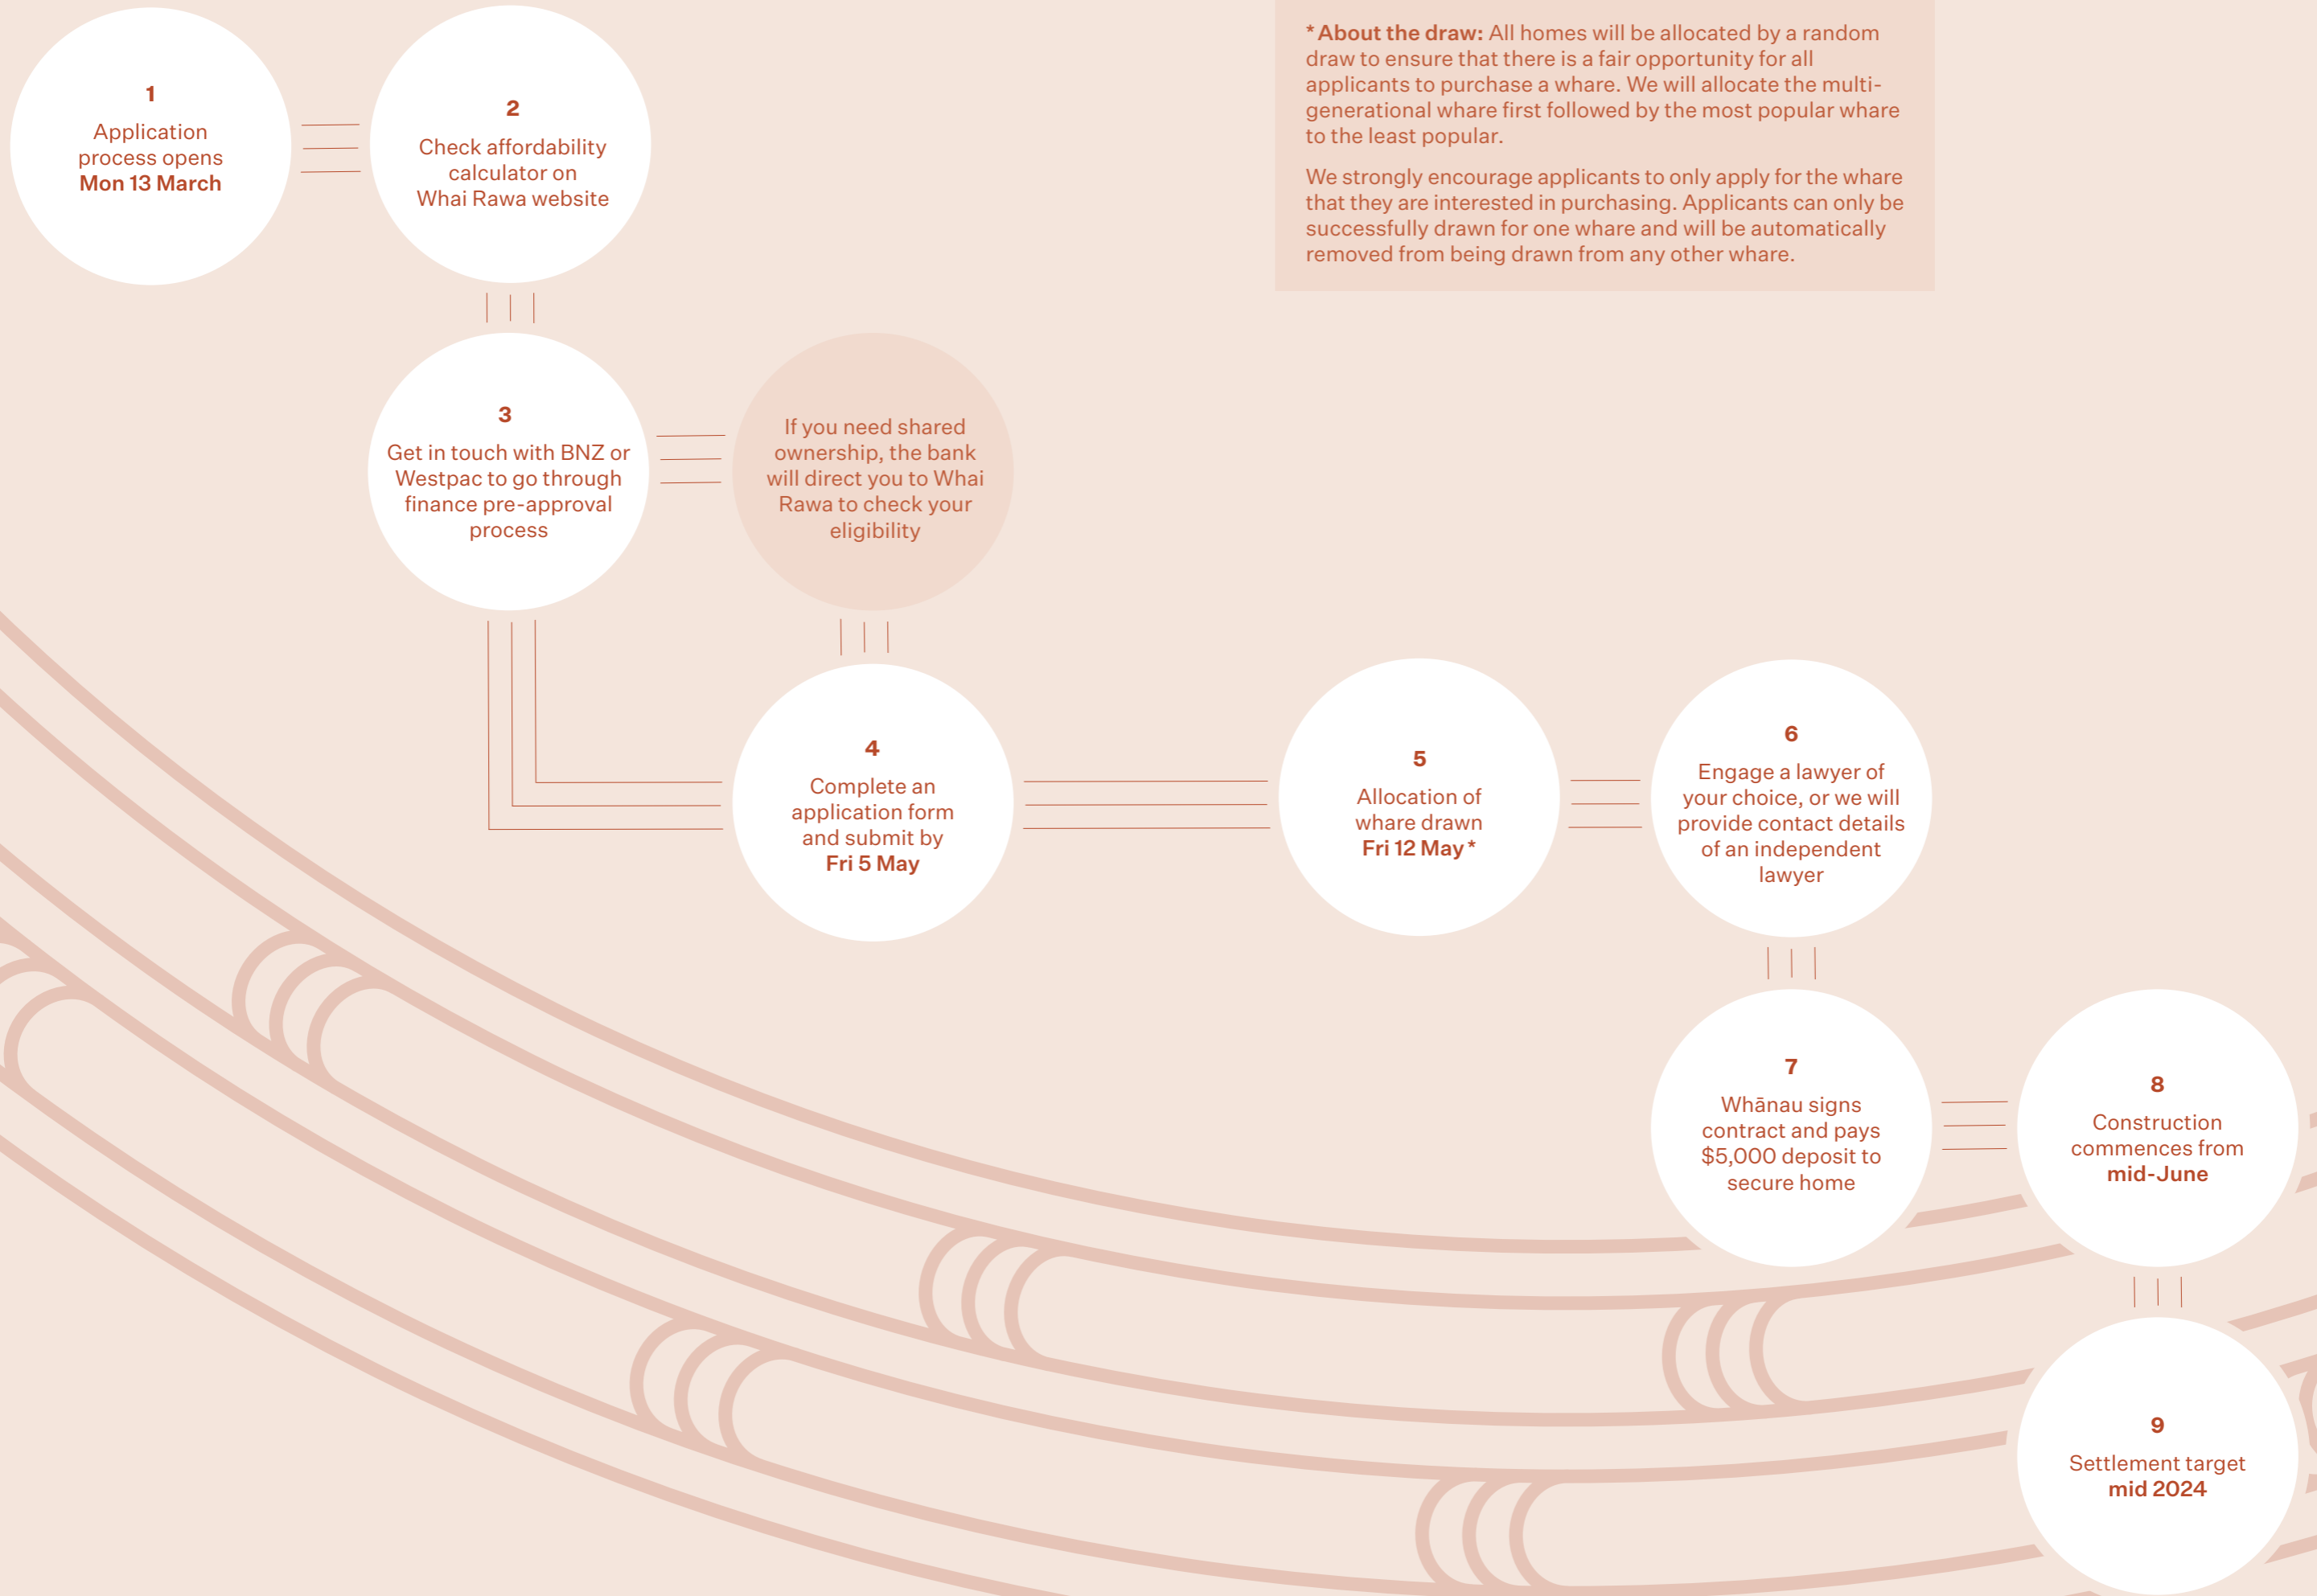 1
Application
process opens
Mon 13 March
2
Check affordability
calculator on
Whai Rawa website
* About the draw: All homes will be allocated by a random
draw to ensure that there is a fair opportunity for all
applicants to purchase a whare. We will allocate the multi-
generational whare first followed by the most popular whare
to the least popular.
We strongly encourage applicants to only apply for the whare
that they are interested in purchasing. Applicants can only be
successfully drawn for one whare and will be automatically
removed from being drawn from any other whare.
3
Get in touch with BNZ or
Westpac to go through
finance pre-approval
process
If you need shared
ownership, the bank
will direct you to Whai
Rawa to check your
eligibility
4
Complete an
application form
and submit by
Fri 5 May
5
Allocation of
whare drawn
Fri 12 May *
6
Engage a lawyer of
your choice, or we will
provide contact details
of an independent
lawyer
7
Whānau signs
contract and pays
$5,000 deposit to
secure home
8
Construction
commences from
mid-June
9
Settlement target
mid 2024